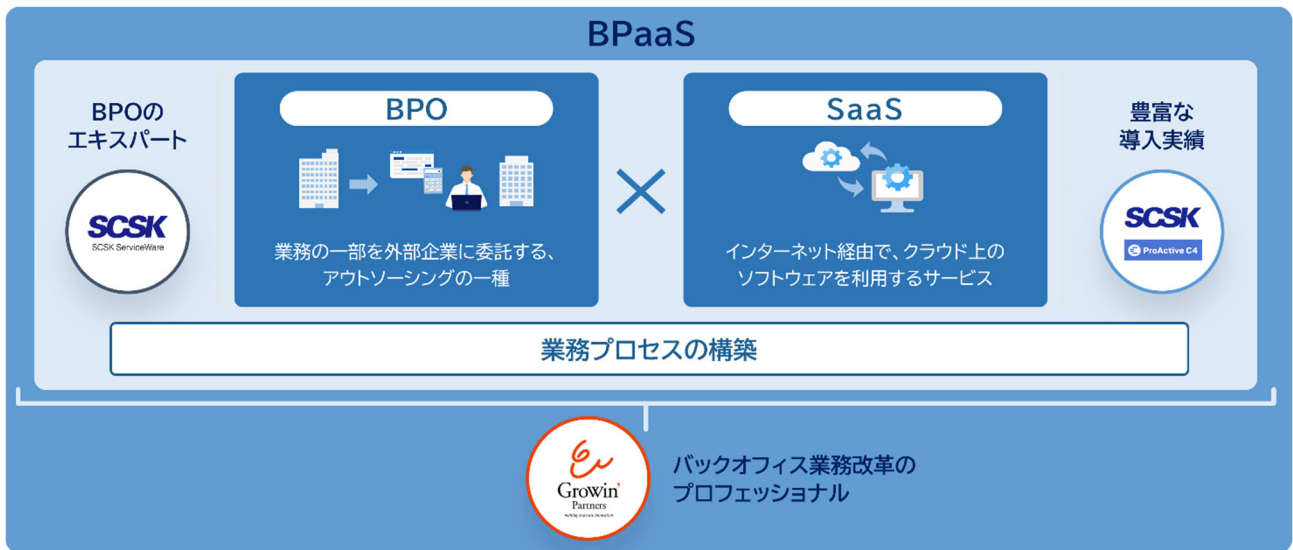 BPaaS
BPOの
エキスパート
SCSK
SCSK ServiceWare
BPO
業務の一部を外部企業に委託する、
アウトソーシングの一種
SaaS
インターネット経由で、クラウド上の
ソフトウェアを利用するサービス
豊富な
導入実績
SCSK
ProActive C4
業務プロセスの構築
Growin'
Partners
making corporate innovation
バックオフィス業務改革の
プロフェッショナル